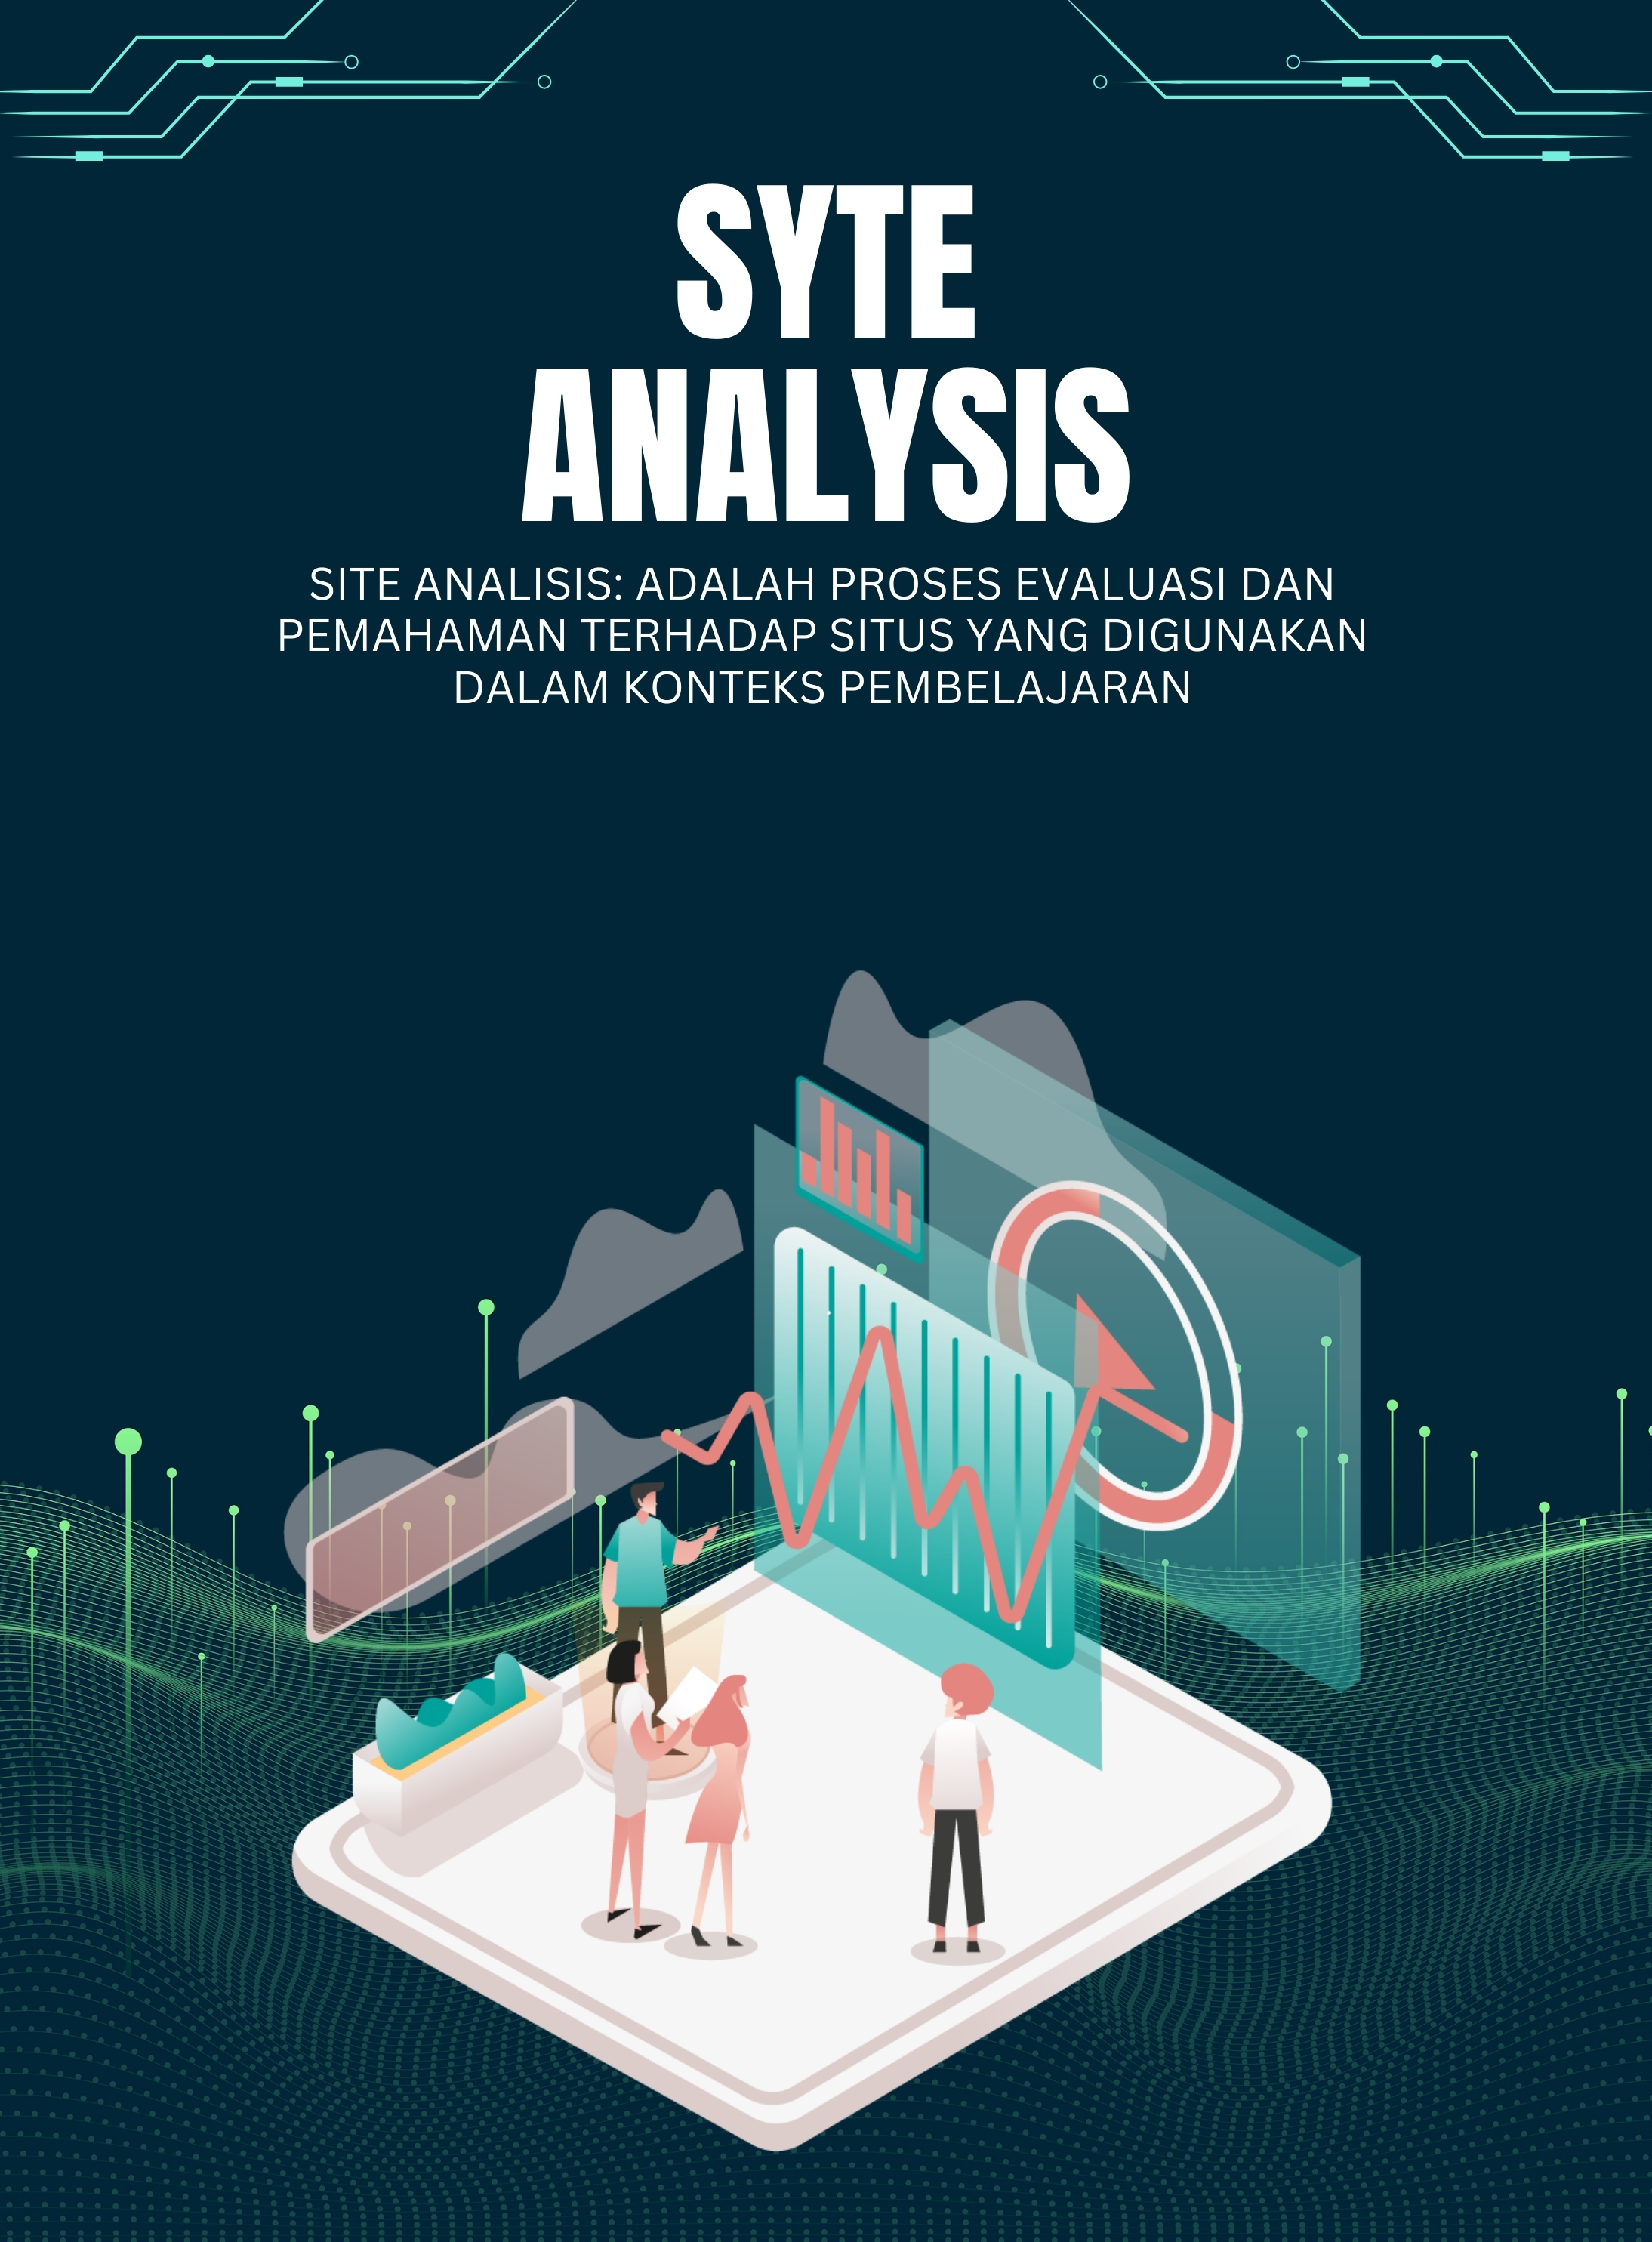 SYTE
ANALYSIS
SITE ANALISIS: ADALAH PROSES EVALUASI DAN
PEMAHAMAN TERHADAP SITUS YANG DIGUNAKAN
DALAM KONTEKS PEMBELAJARAN